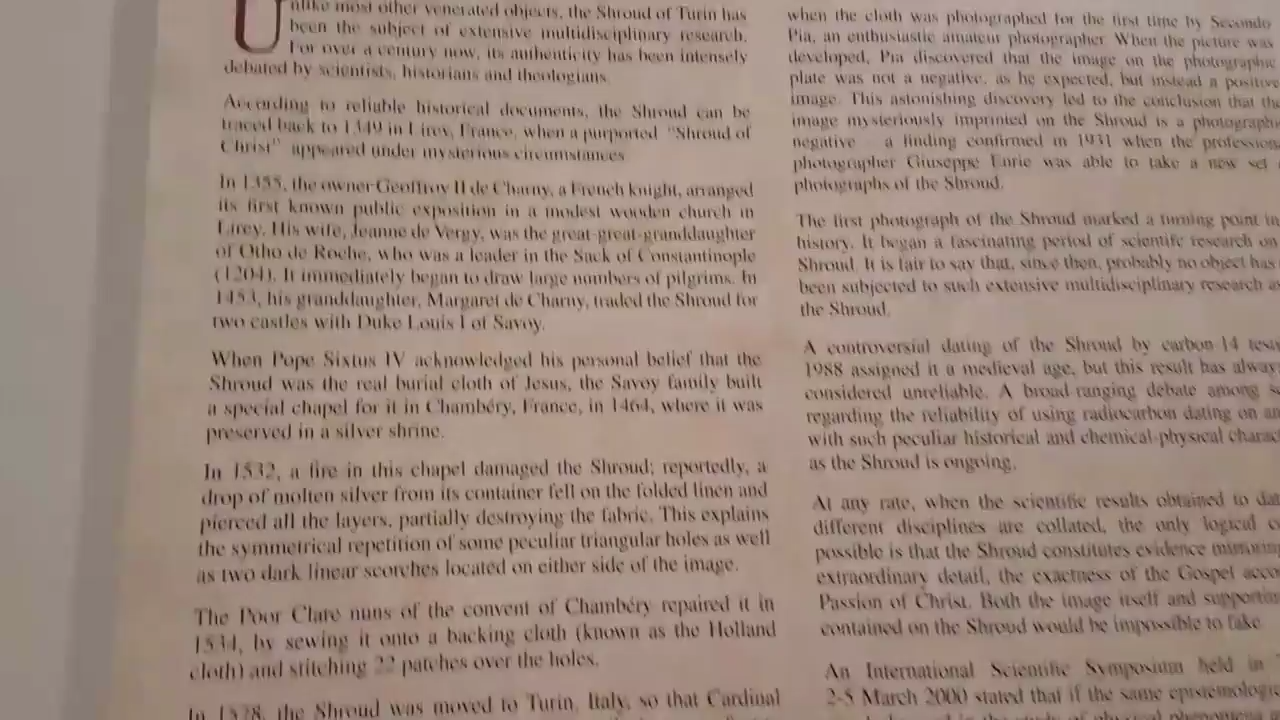 Unlike most other venerated objects, the Shroud of Turin has
been the subject of extensive multidisciplinary research.
For over a century now, its authenticity has been intensely
debated by scientists, historians and theologians.
According to reliable historical documents, the Shroud can be
traced back to 1349 in Lirey, France, when a purported "Shroud of
Christ" appeared under mysterious circumstances
In 1355, the owner Geoffroy II de Charny, a French knight, arranged
its first known public exposition in a modest wooden church in
Lirey. His wife, Jeanne de Vergy, was the great-great-granddaughter
of Otho de Roche, who was a leader in the Sack of Constantinople
(1204). It immediately began to draw large numbers of pilgrims. In
1453, his granddaughter, Margaret de Charny, traded the Shroud for
two castles with Duke Louis I of Savoy.
When Pope Sixtus IV acknowledged his personal belief that the
Shroud was the real burial cloth of Jesus, the Savoy family built
a special chapel for it in Chambéry, France, in 1464, where it was
preserved in a silver shrine.
In 1532, a fire in this chapel damaged the Shroud; reportedly, a
drop of molten silver from its container fell on the folded linen and
pierced all the layers, partially destroying the fabric. This explains
the symmetrical repetition of some peculiar triangular holes as well
as two dark linear scorches located on either side of the image.
The Poor Clare nuns of the convent of Chambéry repaired it in
1534, by sewing it onto a backing cloth (known as the Holland
cloth) and stitching 22 patches over the holes.
In 1578, the Shroud was moved to Turin, Italy, so that Cardinal
when the cloth was photographed for the first time by Secondo
Pia, an enthusiastic amateur photographer. When the picture was
developed, Pia discovered that the image on the photographic
plate was not a negative, as he expected, but instead a positive
image. This astonishing discovery led to the conclusion that the
image mysteriously imprinted on the Shroud is a photographi
negative - a finding confirmed in 1931 when the profession
photographer Giuseppe Enrie was able to take a new set
photographs of the Shroud.
The first photograph of the Shroud marked a turning point in
history. It began a fascinating period of scientifc research on
Shroud. It is fair to say that, since then, probably no object has
been subjected to such extensive multidisciplinary research as
the Shroud.
A controversial dating of the Shroud by carbon-14 tests
1988 assigned it a medieval age, but this result has alway
considered unreliable. A broad-ranging debate among
regarding the reliability of using radiocarbon dating on an
with such peculiar historical and chemical-physical charac
as the Shroud is ongoing.
At any rate, when the scientific results obtained to dat
different disciplines are collated, the only logical
possible is that the Shroud constitutes evidence mirroring
extraordinary detail, the exactness of the Gospel acco
Passion of Christ. Both the image itself and supportin
contained on the Shroud would be impossible to fake
An International Scientific Symposium held in
2-5 March 2000 stated that if the same epistemologic